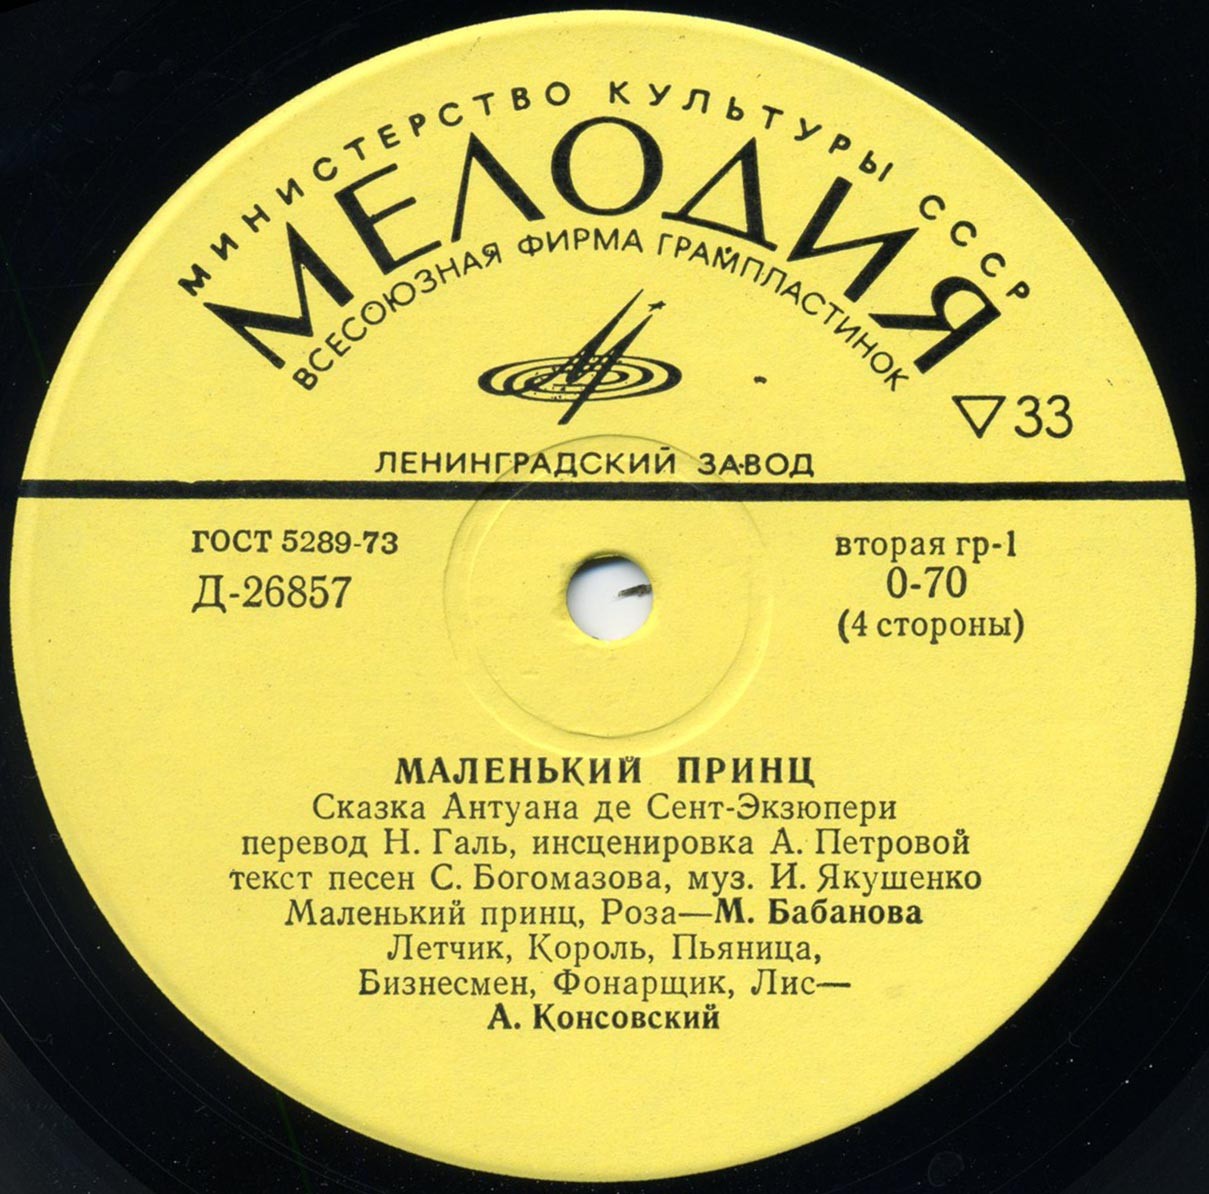 МИНИСТЕРСТВО КУЛЬТУРЫ СССР
МЕЛОДИЯ
ВСЕСОЮЗНАЯ ФИРМА ГРАМПЛАСТИНОК
33
ЛЕНИНГРАДСКИЙ ЗАВОД
ГОСТ 5289-73
Д-26857
вторая гр-1
0-70
(4 стороны)
МАЛЕНЬКИЙ ПРИНЦ
Сказка Антуана де Сент-Экзюпери
перевод Н. Галь, инсценировка А. Петровой
текст песен С. Богомазова, муз. И. Якушенко
Маленький принц, Роза—М. Бабанова
Летчик, Король, Пьяница,
Бизнесмен, Фонарщик, Лис—
А. Консовский